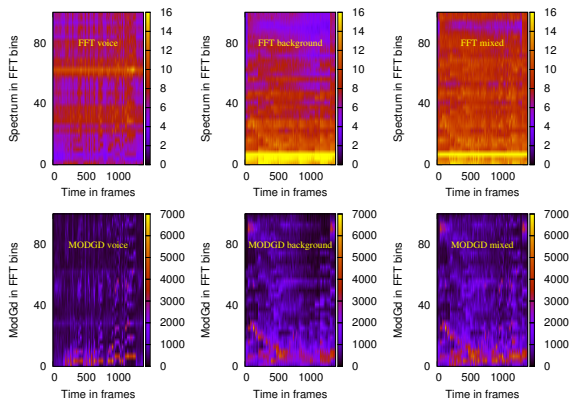 FFT voice
Spectrum in FFT bins
80
40
0
0 500 1000
Time in frames
16
14
12
10
8
6
4
2
0
FFT background
Spectrum in FFT bins
80
40
0
0 500 1000
Time in frames
16
14
12
10
8
6
4
2
0
FFT mixed
Spectrum in FFT bins
80
40
0
0 500 1000
Time in frames
16
14
12
10
8
6
4
2
0
MODGD voice
ModGd in FFT bins
80
40
0
0 500 1000
Time in frames
7000
6000
5000
4000
3000
2000
1000
0
MODGD background
ModGd in FFT bins
80
40
0
0 500 1000
Time in frames
7000
6000
5000
4000
3000
2000
1000
0
MODGD mixed
ModGd in FFT bins
80
40
0
0 500 1000
Time in frames
7000
6000
5000
4000
3000
2000
1000
0